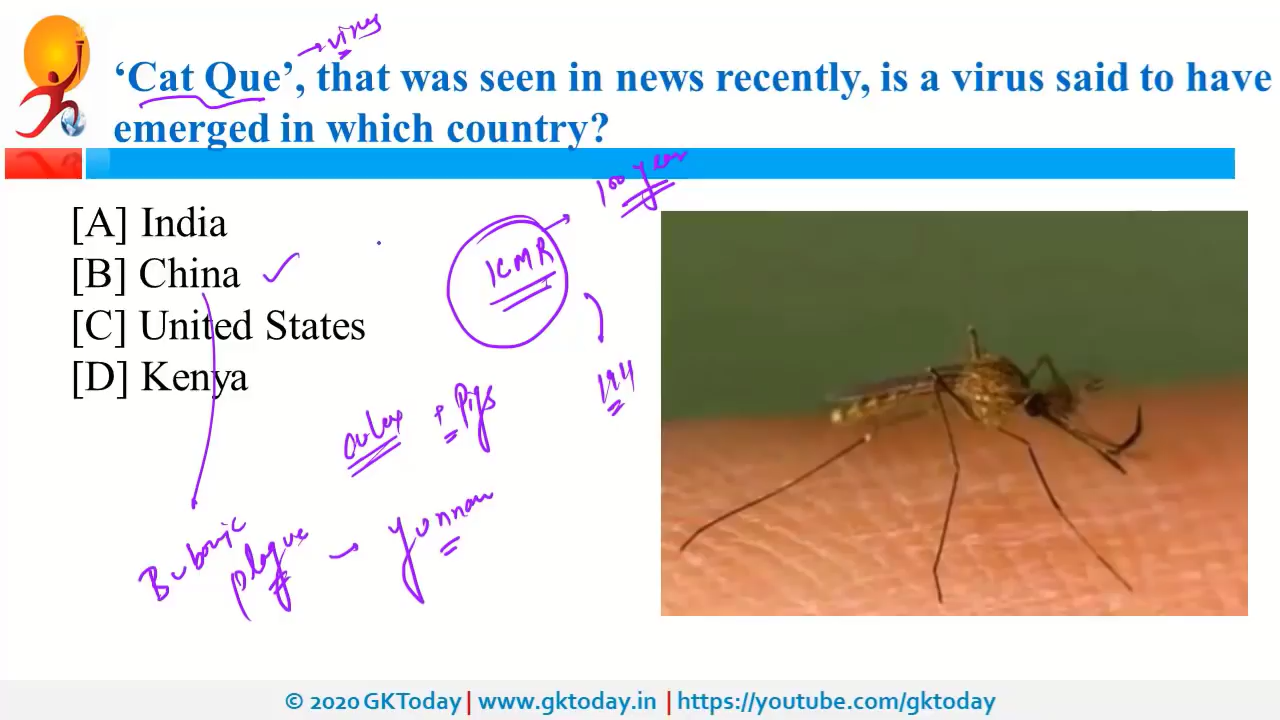 → virus
‘Cat Que’, that was seen in news recently, is a virus said to have
emerged in which country?
100 year
[A] India
[B] China ✓
ICMR
[C] United States
[D] Kenya
+ Pigs
Bubonic
plague → Yunnan
© 2020 GKToday | www.gktoday.in | https://youtube.com/gktoday